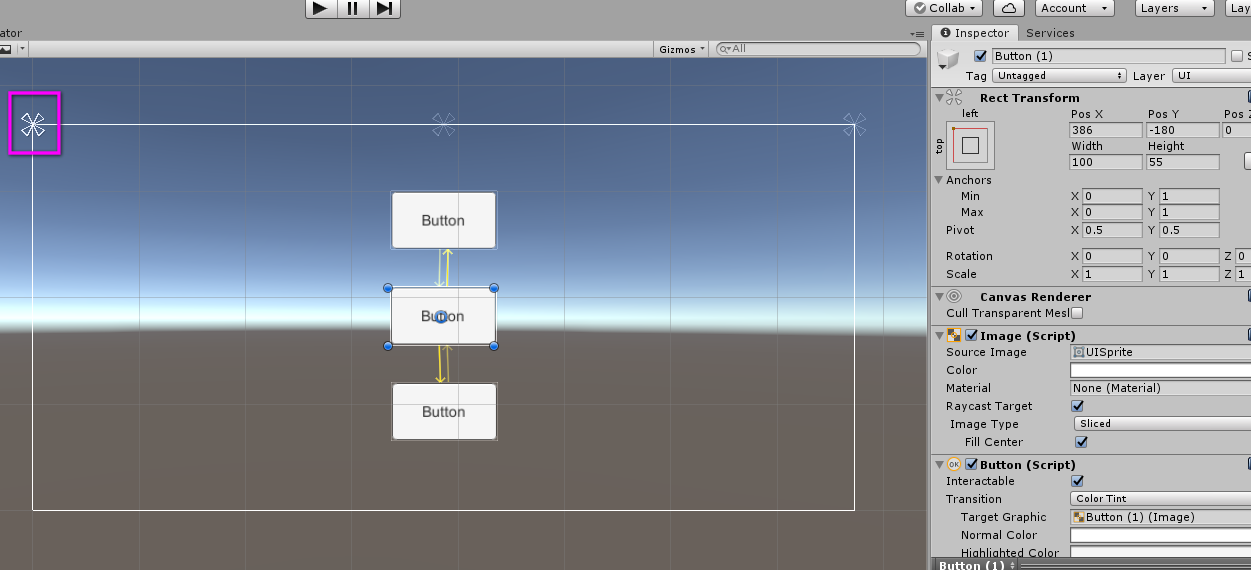 Collab
Account
Layers
Lay
ator
Gizmos
All
Inspector
Services
Button (1)
S
Tag
Untagged
Layer
UI
Rect Transform
left
Pos X
Pos Y
Pos Z
top
386
-180
0
Width
Height
100
55
Anchors
Min
X 0
Y 1
Max
X 0
Y 1
Pivot
X 0.5
Y 0.5
Rotation
X 0
Y 0
Z 0
Scale
X 1
Y 1
Z 1
Canvas Renderer
Cull Transparent Mesl
Image (Script)
Source Image
UISprite
Color
Material
None (Material)
Raycast Target
Image Type
Sliced
Fill Center
OK
Button (Script)
Interactable
Transition
Color Tint
Target Graphic
Button (1) (Image)
Normal Color
Highlighted Color
Button (1)
Button
Button
Button